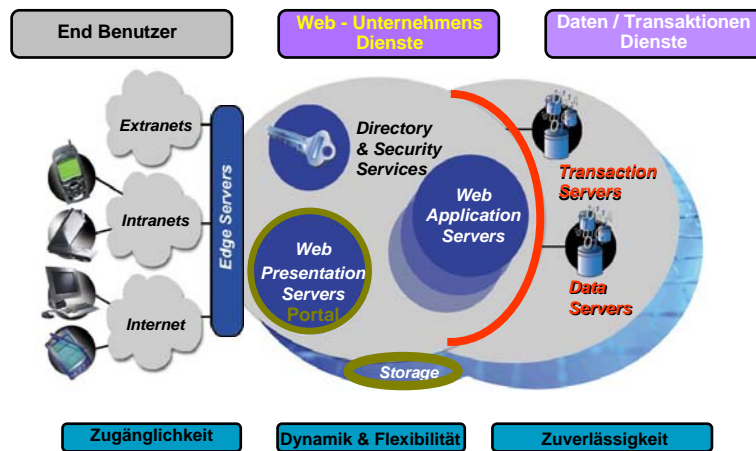 End Benutzer
Web - Unternehmens
Dienste
Daten / Transaktionen
Dienste
Extranets
Intranets
Internet
Edge Servers
Directory
& Security
Services
Web
Application
Servers
Web
Presentation
Servers
Portal
Transaction
Servers
Data
Servers
Storage
Zugänglichkeit
Dynamik & Flexibilität
Zuverlässigkeit